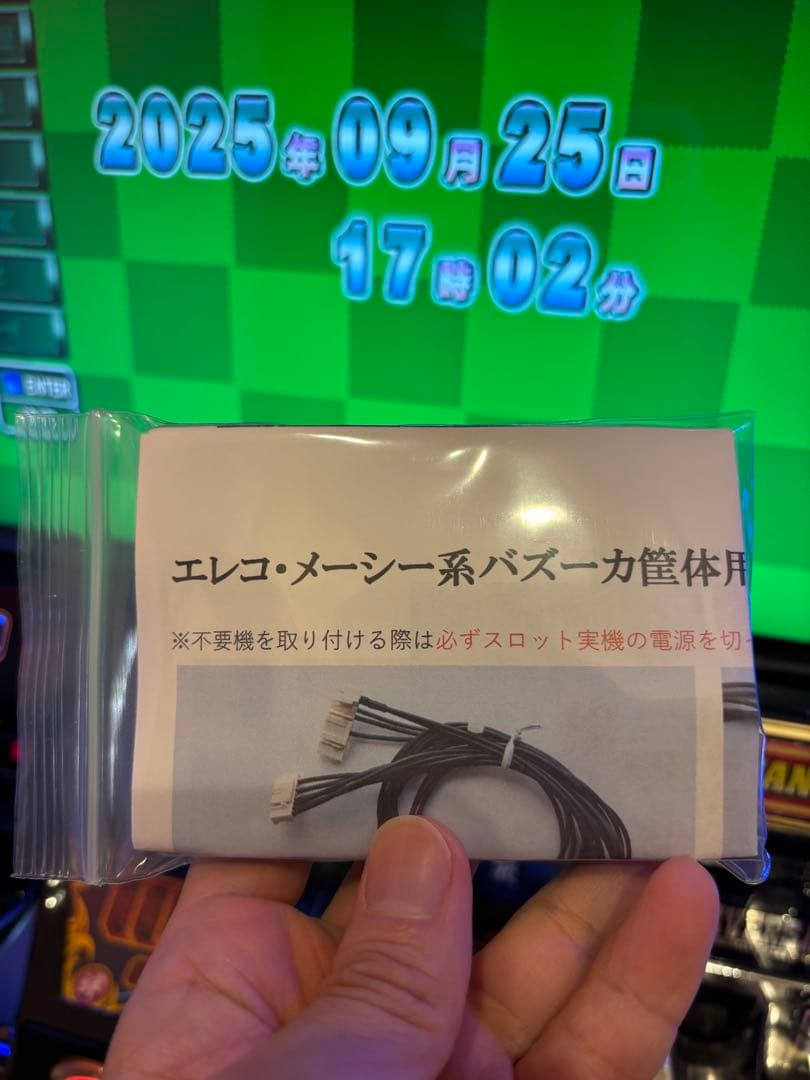 2025年09月25日
17時02分
ENTER
エレコ・メーシー系バズーカ筐体用
※不要機を取り付ける際は必ずスロット実機の電源を切っ
AN